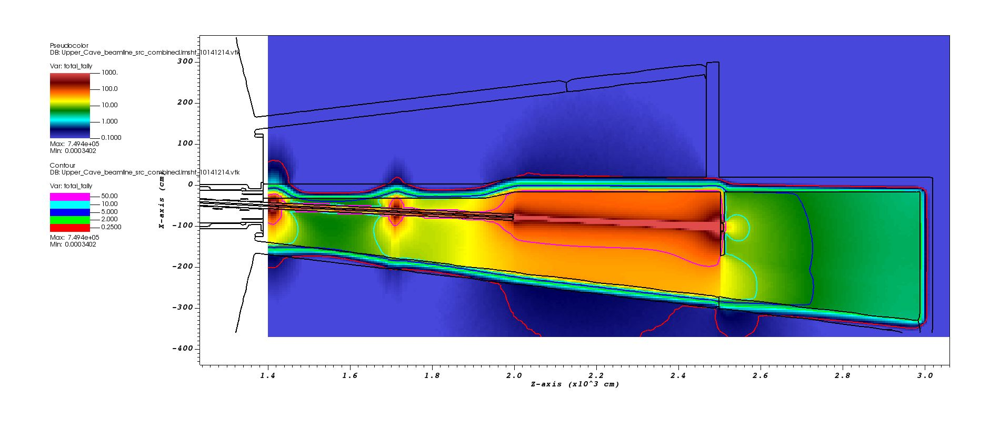 Pseudocolor
DB: Upper_Cave_beamline_src_combined.imsht-10141214.vtk
Var: total_tally
1000.
100.0
10.00
1.000
0.1000
Max: 7.494e+05
Min: 0.0003402
Contour
DB: Upper_Cave_beamline_src_combined.imsht-10141214.vtk
Var: total_tally
50.00
10.00
5.000
2.000
0.2500
Max: 7.494e+05
Min: 0.0003402
300
200
100
0
-100
-200
-300
-400
X-axis (cm)
1.4 1.6 1.8 2.0 2.2 2.4 2.6 2.8 3.0
Z-axis (x10^3 cm)